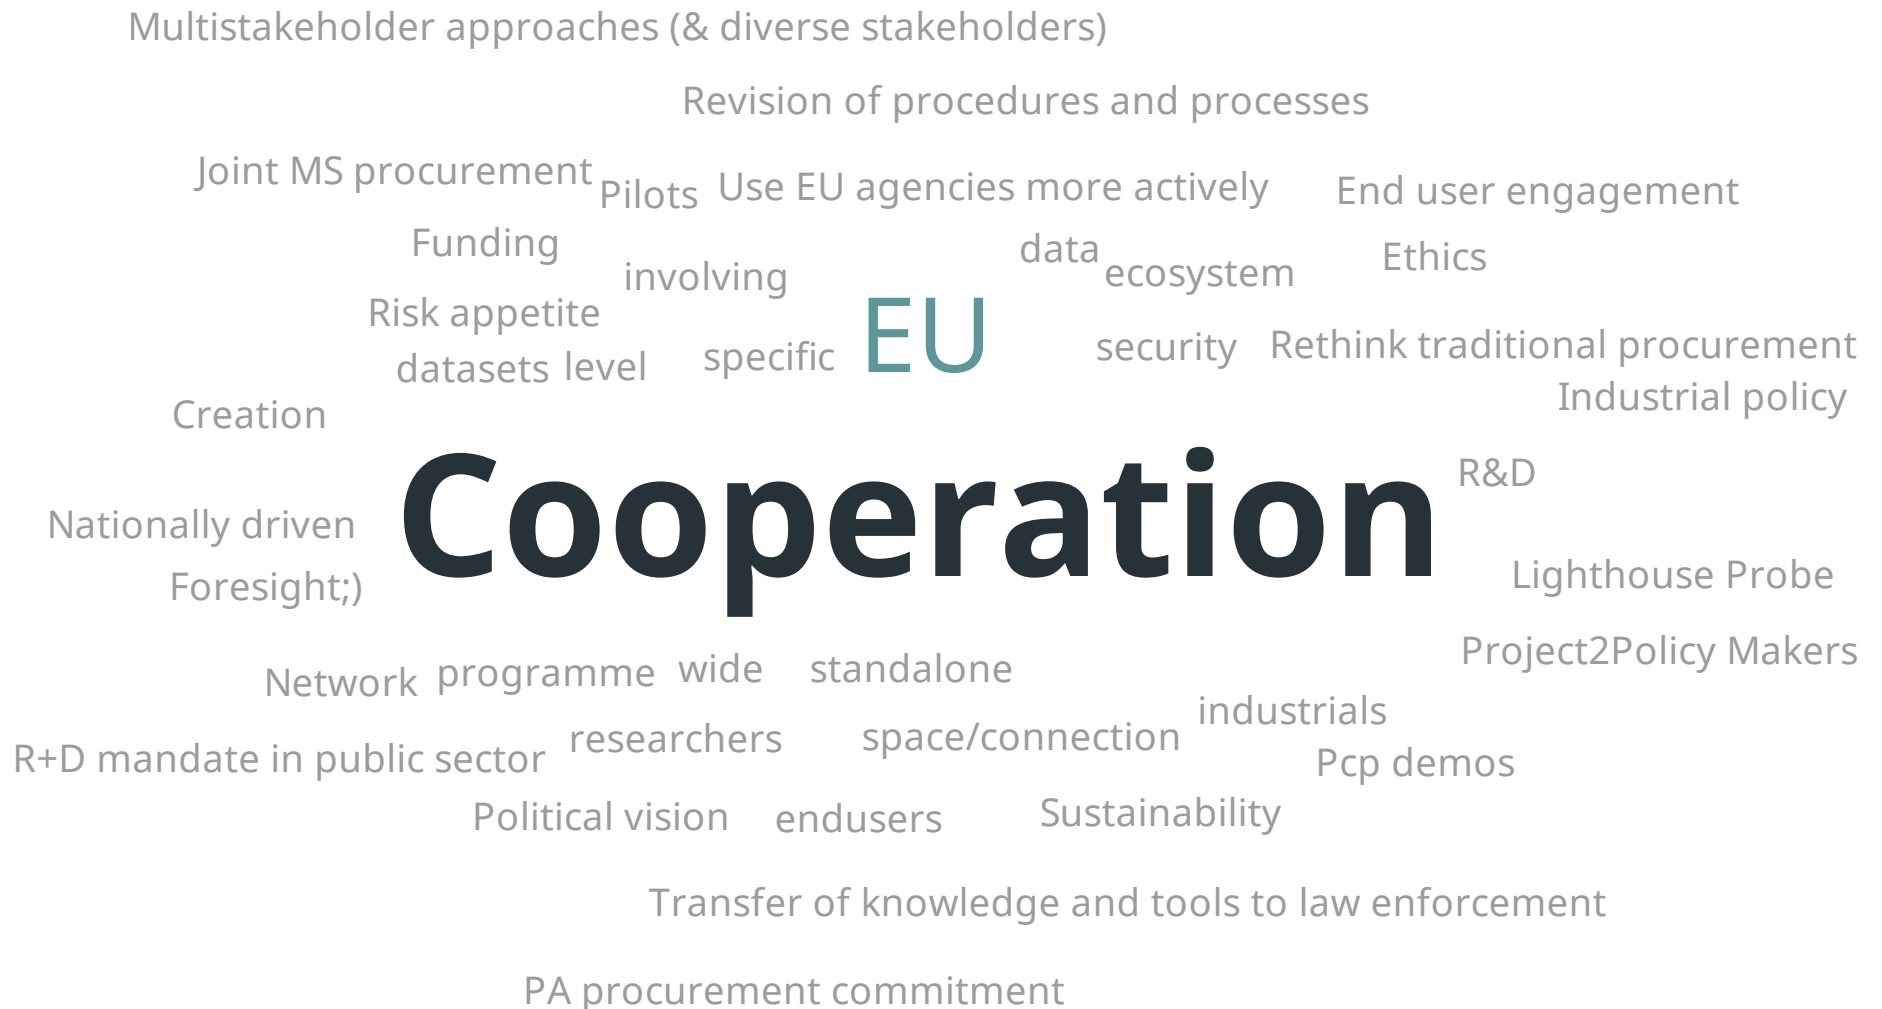 Multistakeholder approaches (& diverse stakeholders)
Revision of procedures and processes
Joint MS procurement
Pilots
Use EU agencies more actively
End user engagement
Funding
involving
data
ecosystem
Ethics
Risk appetite
EU
datasets
level
specific
security
Rethink traditional procurement
Industrial policy
Creation
Cooperation
R&D
Nationally driven
Foresight;)
Lighthouse Probe
Project2Policy Makers
Network
programme
wide
standalone
industrials
R+D mandate in public sector
researchers
space/connection
Pcp demos
Political vision
endusers
Sustainability
Transfer of knowledge and tools to law enforcement
PA procurement commitment